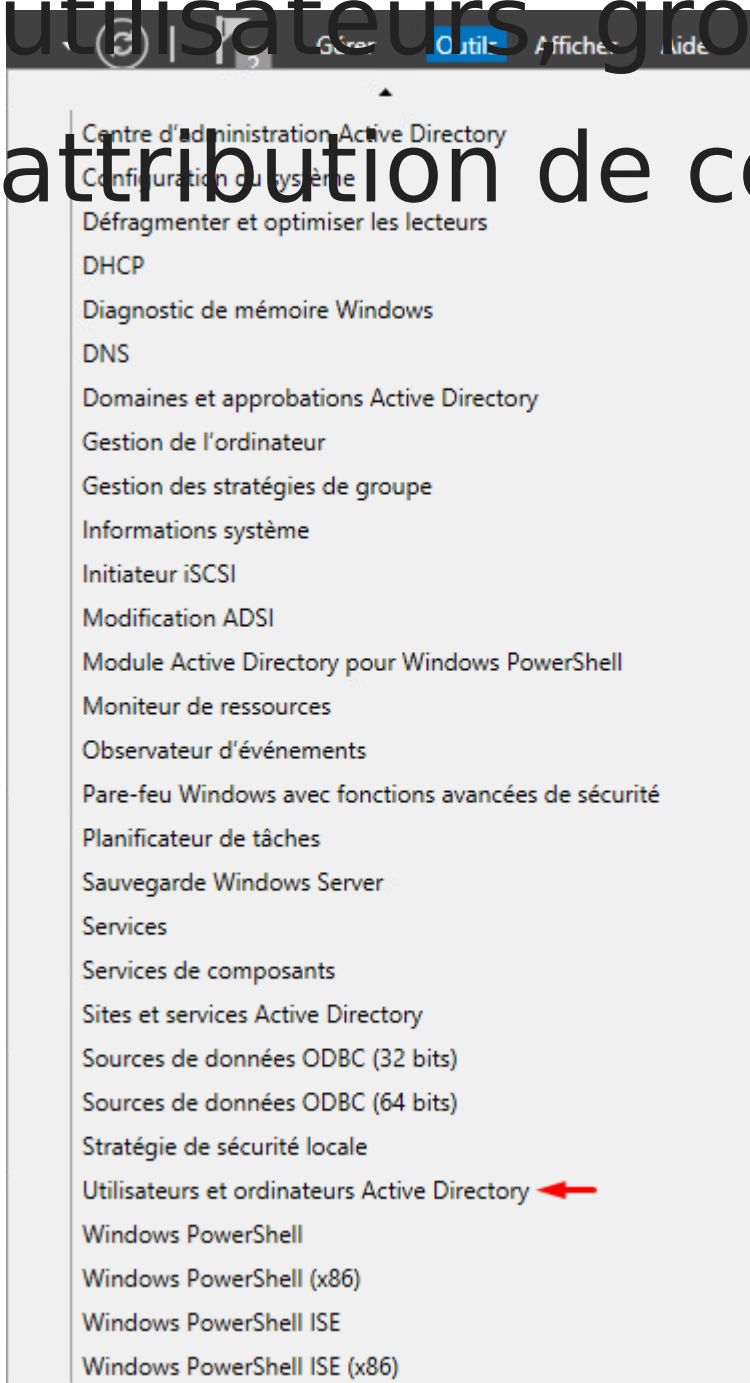 utilisateurs, gro
Gérer Outils Afficher Aide
2
Centre d'administration Active Directory
attribution de
Configuration du système
Défragmenter et optimiser les lecteurs
DHCP
Diagnostic de mémoire Windows
DNS
Domaines et approbations Active Directory
Gestion de l'ordinateur
Gestion des stratégies de groupe
Informations système
Initiateur iSCSI
Modification ADSI
Module Active Directory pour Windows PowerShell
Moniteur de ressources
Observateur d'événements
Pare-feu Windows avec fonctions avancées de sécurité
Planificateur de tâches
Sauvegarde Windows Server
Services
Services de composants
Sites et services Active Directory
Sources de données ODBC (32 bits)
Sources de données ODBC (64 bits)
Stratégie de sécurité locale
Utilisateurs et ordinateurs Active Directory
Windows PowerShell
Windows PowerShell (x86)
Windows PowerShell ISE
Windows PowerShell ISE (x86)